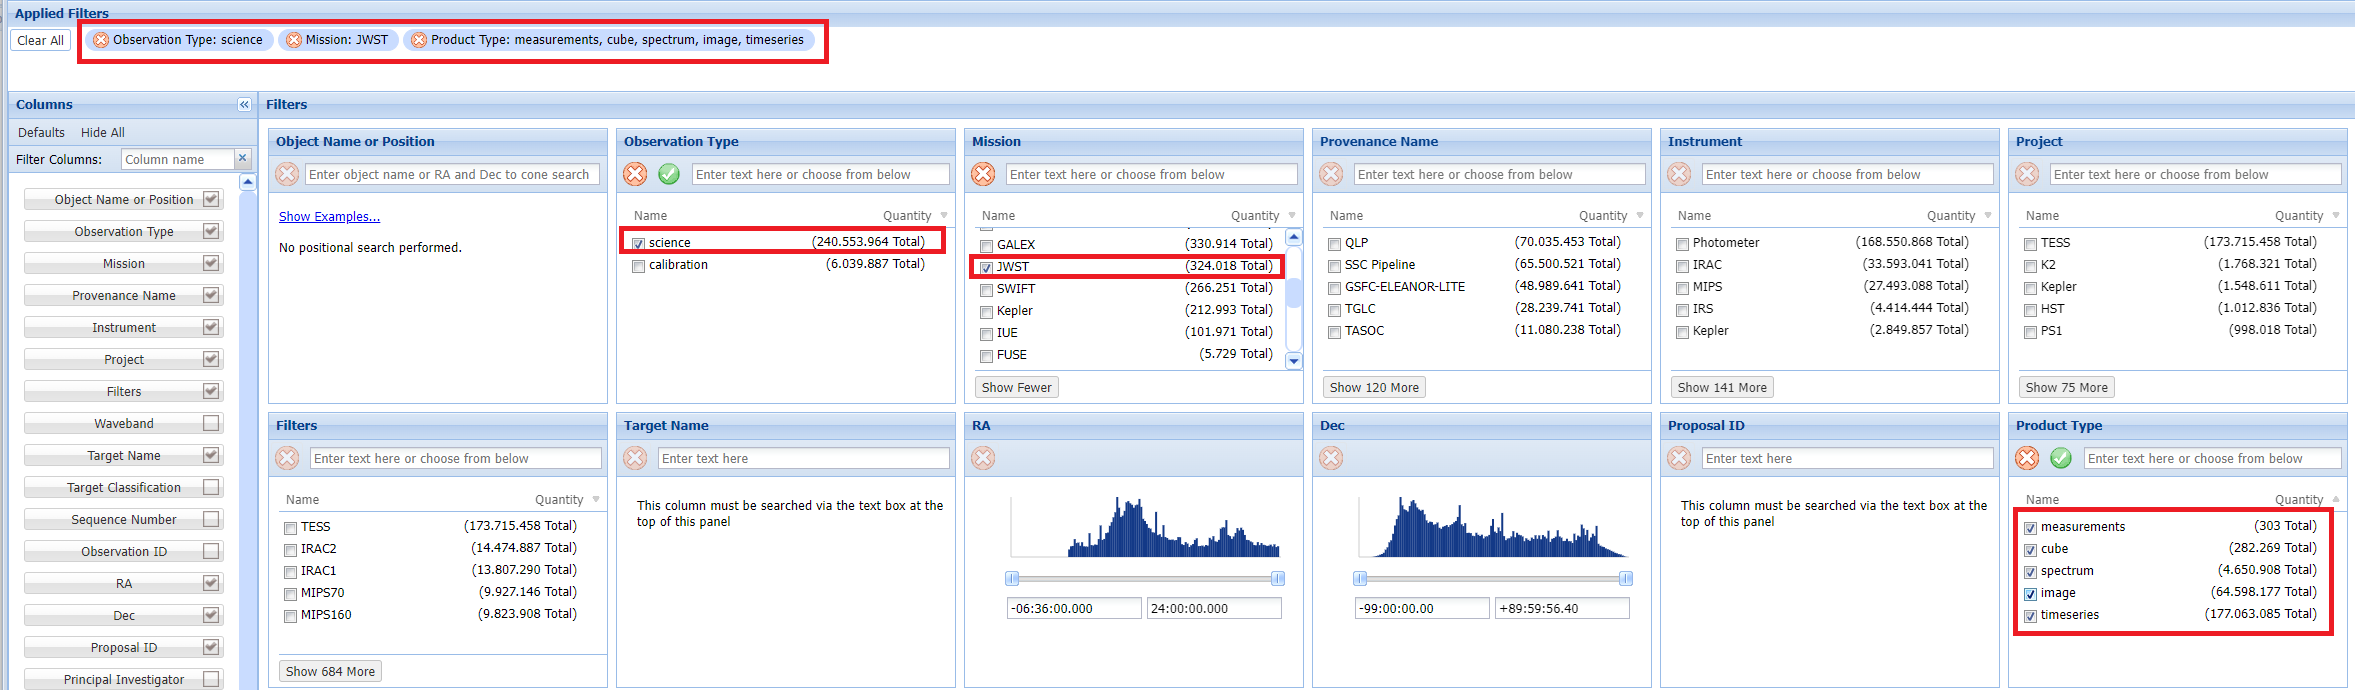 Applied Filters
Clear All
Observation Type: science
Mission: JWST
Product Type: measurements, cube, spectrum, image, timeseries
Columns
Defaults Hide All
Filter Columns: Column name
Object Name or Position
Observation Type
Mission
Provenance Name
Instrument
Project
Filters
Waveband
Target Name
Target Classification
Sequence Number
Observation ID
RA
Dec
Proposal ID
Principal Investigator
Filters
Object Name or Position
Enter object name or RA and Dec to cone search
Show Examples...
No positional search performed.
Observation Type
Enter text here or choose from below
Name Quantity
science (240.553.964 Total)
calibration (6.039.887 Total)
Mission
Enter text here or choose from below
Name Quantity
GALEX (330.914 Total)
JWST (324.018 Total)
SWIFT (266.251 Total)
Kepler (212.993 Total)
IUE (101.971 Total)
FUSE (5.729 Total)
Show Fewer
Provenance Name
Enter text here or choose from below
Name Quantity
QLP (70.035.453 Total)
SSC Pipeline (65.500.521 Total)
GSFC-ELEANOR-LITE (48.989.641 Total)
TGLC (28.239.741 Total)
TASOC (11.080.238 Total)
Show 120 More
Instrument
Enter text here or choose from below
Name Quantity
Photometer (168.550.868 Total)
IRAC (33.593.041 Total)
MIPS (27.493.088 Total)
IRS (4.414.444 Total)
Kepler (2.849.857 Total)
Show 141 More
Project
Enter text here or choose from below
Name Quantity
TESS (173.715.458 Total)
K2 (1.768.321 Total)
Kepler (1.548.611 Total)
HST (1.012.836 Total)
PS1 (998.018 Total)
Show 75 More
Filters
Enter text here or choose from below
Name Quantity
TESS (173.715.458 Total)
IRAC2 (14.474.887 Total)
IRAC1 (13.807.290 Total)
MIPS70 (9.927.146 Total)
MIPS160 (9.823.908 Total)
Show 684 More
Target Name
Enter text here
This column must be searched via the text box at the
top of this panel
RA
-06:36:00.000 24:00:00.000
Dec
-99:00:00.00 +89:59:56.40
Proposal ID
Enter text here
This column must be searched via the text box at the
top of this panel
Product Type
Enter text here or choose from below
Name Quantity
measurements (303 Total)
cube (282.269 Total)
spectrum (4.650.908 Total)
image (64.598.177 Total)
timeseries (177.063.085 Total)